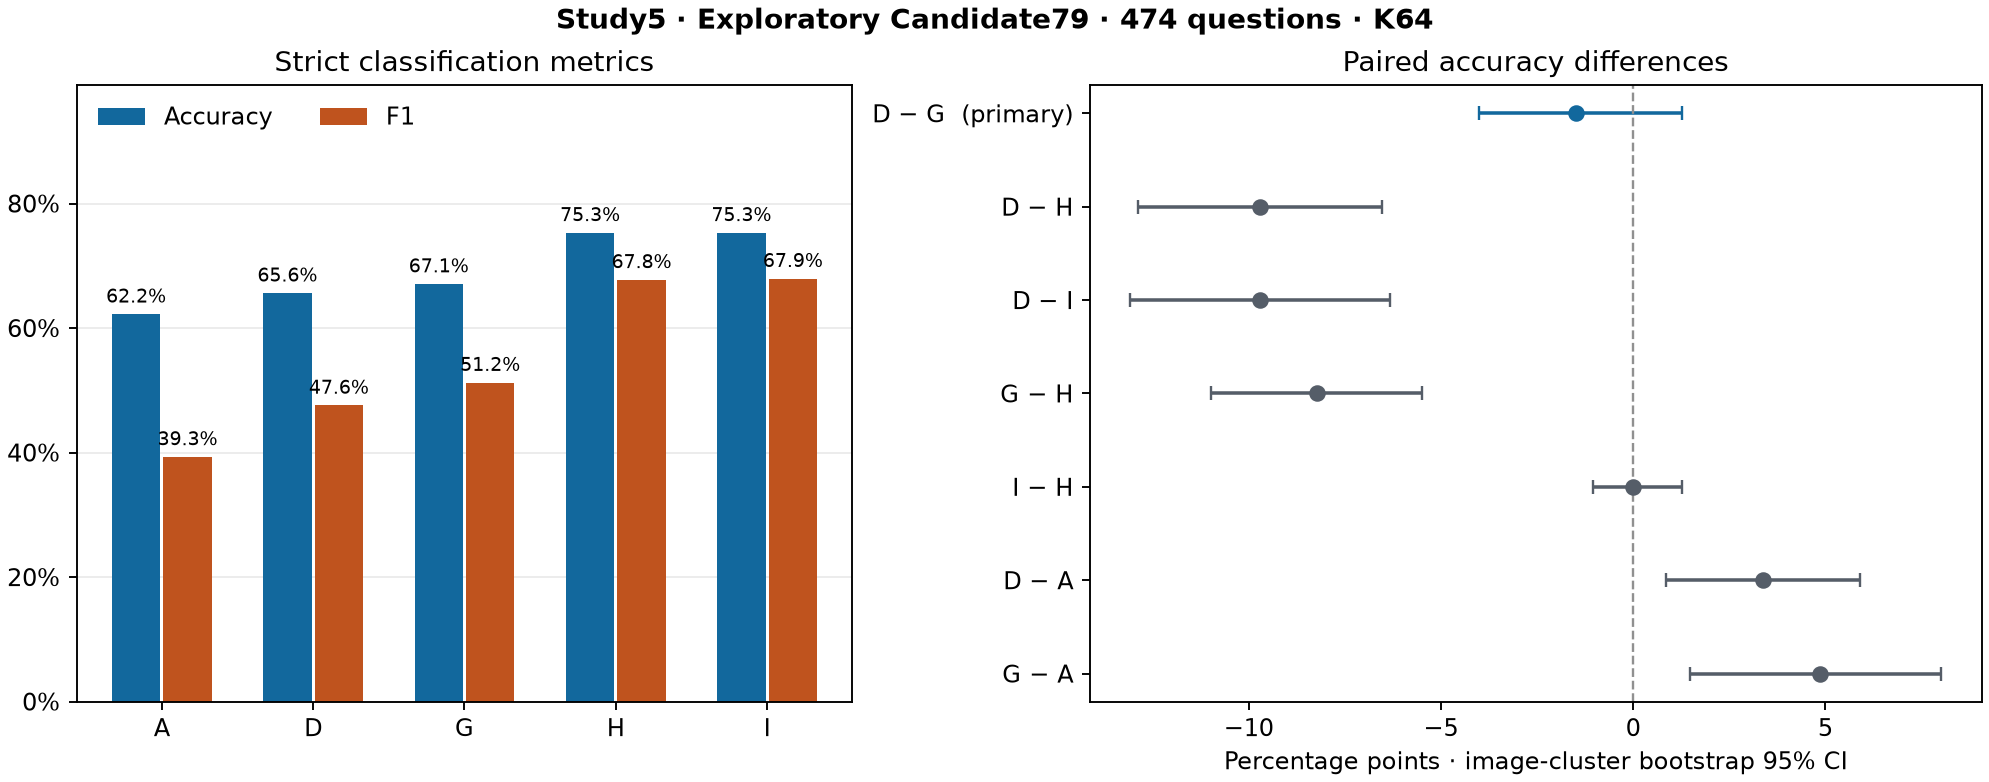 Study5 · Exploratory Candidate79 · 474 questions · K64
Strict classification metrics
Accuracy
F1
80%
60%
40%
20%
0%
62.2%
39.3%
65.6%
47.6%
67.1%
51.2%
75.3%
67.8%
75.3%
67.9%
A
D
G
H
I
Paired accuracy differences
D − G (primary)
D − H
D − I
G − H
I − H
D − A
G − A
−10
−5
0
5
Percentage points · image-cluster bootstrap 95% CI